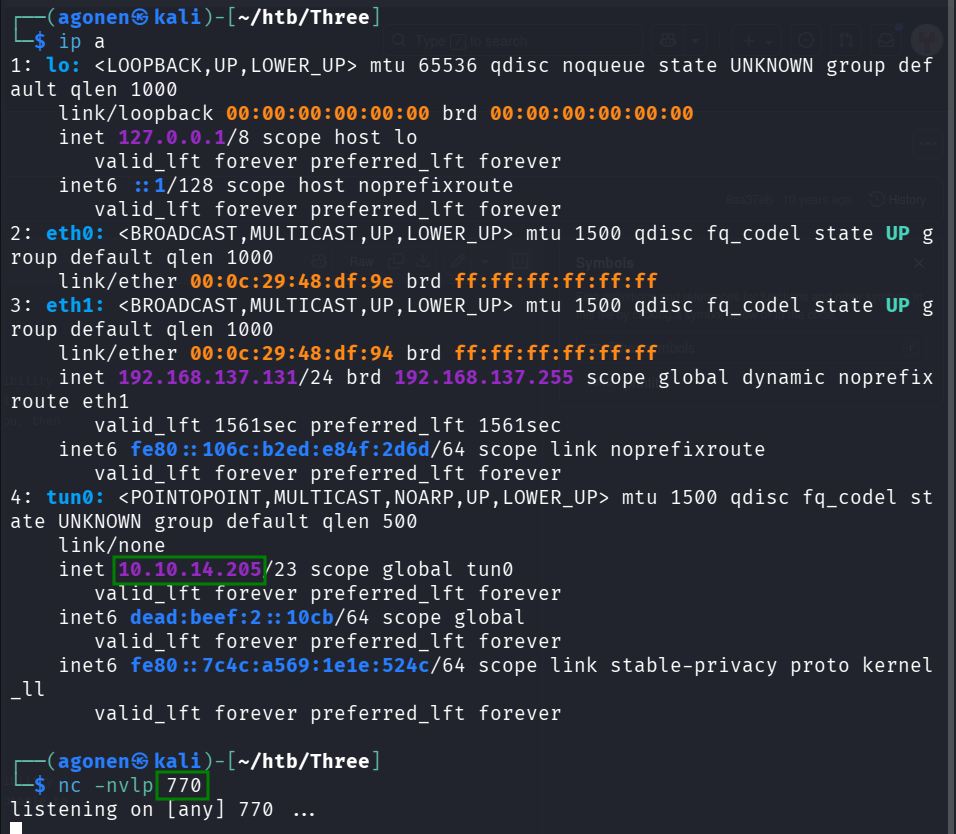 ┌──(agonen㉿kali)-[~/htb/Three]
└─$ ip a
1: lo: <LOOPBACK,UP,LOWER_UP> mtu 65536 qdisc noqueue state UNKNOWN group def
ault qlen 1000
    link/loopback 00:00:00:00:00:00 brd 00:00:00:00:00:00
    inet 127.0.0.1/8 scope host lo
       valid_lft forever preferred_lft forever
    inet6 ::1/128 scope host noprefixroute
       valid_lft forever preferred_lft forever
2: eth0: <BROADCAST,MULTICAST,UP,LOWER_UP> mtu 1500 qdisc fq_codel state UP g
roup default qlen 1000
    link/ether 00:0c:29:48:df:9e brd ff:ff:ff:ff:ff:ff
3: eth1: <BROADCAST,MULTICAST,UP,LOWER_UP> mtu 1500 qdisc fq_codel state UP g
roup default qlen 1000
    link/ether 00:0c:29:48:df:94 brd ff:ff:ff:ff:ff:ff
    inet 192.168.137.131/24 brd 192.168.137.255 scope global dynamic noprefix
route eth1
       valid_lft 1561sec preferred_lft 1561sec
    inet6 fe80::106c:b2ed:e84f:2d6d/64 scope link noprefixroute
       valid_lft forever preferred_lft forever
4: tun0: <POINTOPOINT,MULTICAST,NOARP,UP,LOWER_UP> mtu 1500 qdisc fq_codel st
ate UNKNOWN group default qlen 500
    link/none
    inet 10.10.14.205/23 scope global tun0
       valid_lft forever preferred_lft forever
    inet6 dead:beef:2::10cb/64 scope global
       valid_lft forever preferred_lft forever
    inet6 fe80::7c4c:a569:1e1e:524c/64 scope link stable-privacy proto kernel
_ll
       valid_lft forever preferred_lft forever
┌──(agonen㉿kali)-[~/htb/Three]
└─$ nc -nvlp 770
listening on [any] 770 ...